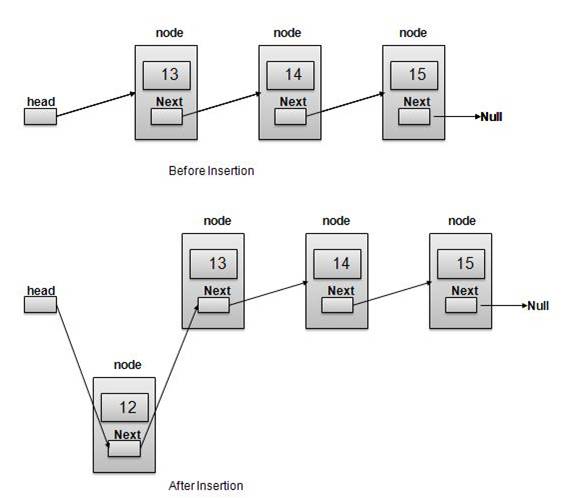 node node node
13 14 15
head Next Next Next
Null
Before Insertion
node node node
13 14 15
head Next Next Next
Null
node
12
Next
After Insertion